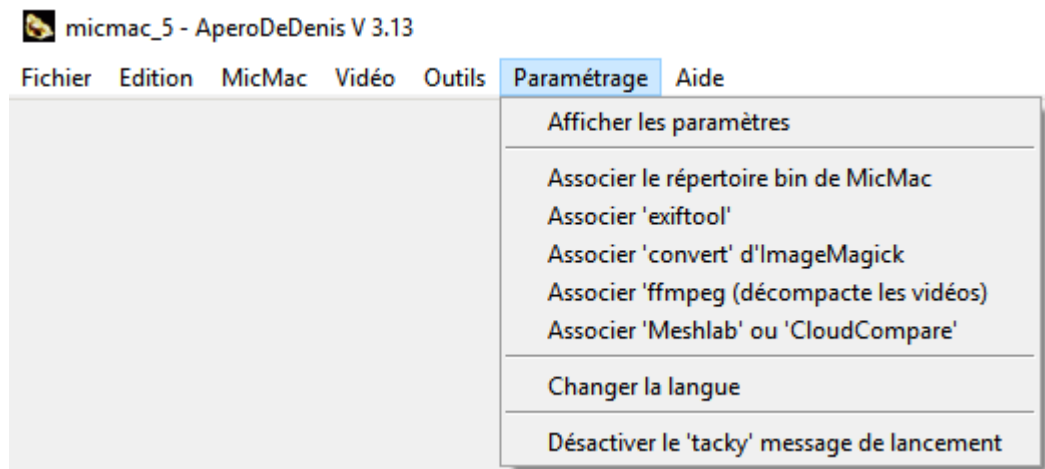 micmac_5 - AperoDeDenis V 3.13
Fichier Edition MicMac Vidéo Outils Paramétrage Aide
Afficher les paramètres
Associer le répertoire bin de MicMac
Associer 'exiftool'
Associer 'convert' d'ImageMagick
Associer 'ffmpeg (décompacte les vidéos)
Associer 'Meshlab' ou 'CloudCompare'
Changer la langue
Désactiver le 'tacky' message de lancement